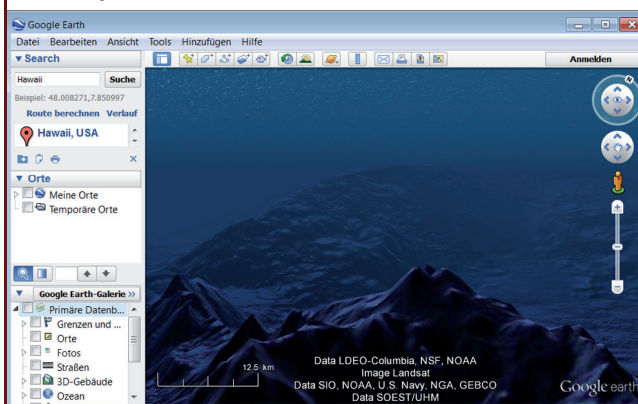 Google Earth
Datei Bearbeiten Ansicht Tools Hinzufügen Hilfe
Search
Hawaii Suche
Beispiel: 48.008271,7.850997
Route berechnen Verlauf
Hawaii, USA
Orte
Meine Orte
Temporäre Orte
Google Earth-Galerie >>
Primäre Datenb...
Grenzen und ...
Orte
Fotos
Straßen
3D-Gebäude
Ozean
Anmelden
N
12.5 km
Data LDEO-Columbia, NSF, NOAA
Image Landsat
Data SIO, NOAA, U.S. Navy, NGA, GEBCO
Data SOEST/UHM
Google earth